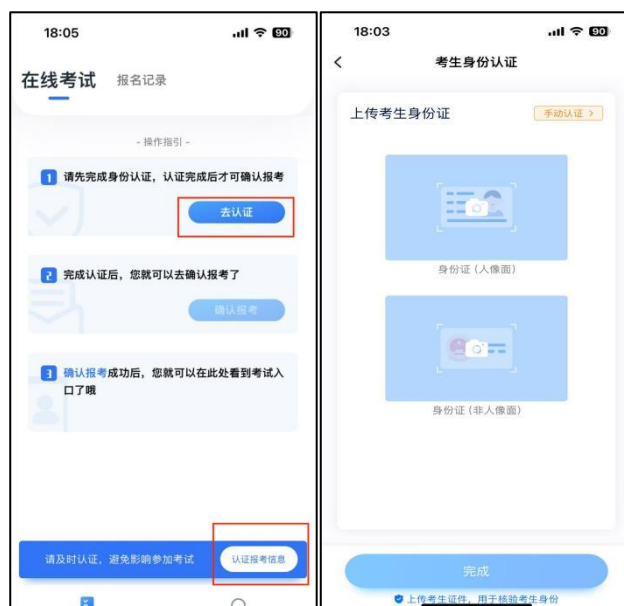 18:05
90
在线考试
报名记录
- 操作指引 -
1 请先完成身份认证，认证完成后才可确认报考
去认证
2 完成认证后，您就可以去确认报考了
确认报考
3 确认报考成功后，您就可以在此处看到考试入
口了哦
请及时认证，避免影响参加考试
认证报考信息
18:03
90
考生身份认证
上传考生身份证
手动认证 >
身份证 (人像面)
身份证 (非人像面)
完成
上传考生证件，用于核验考生身份